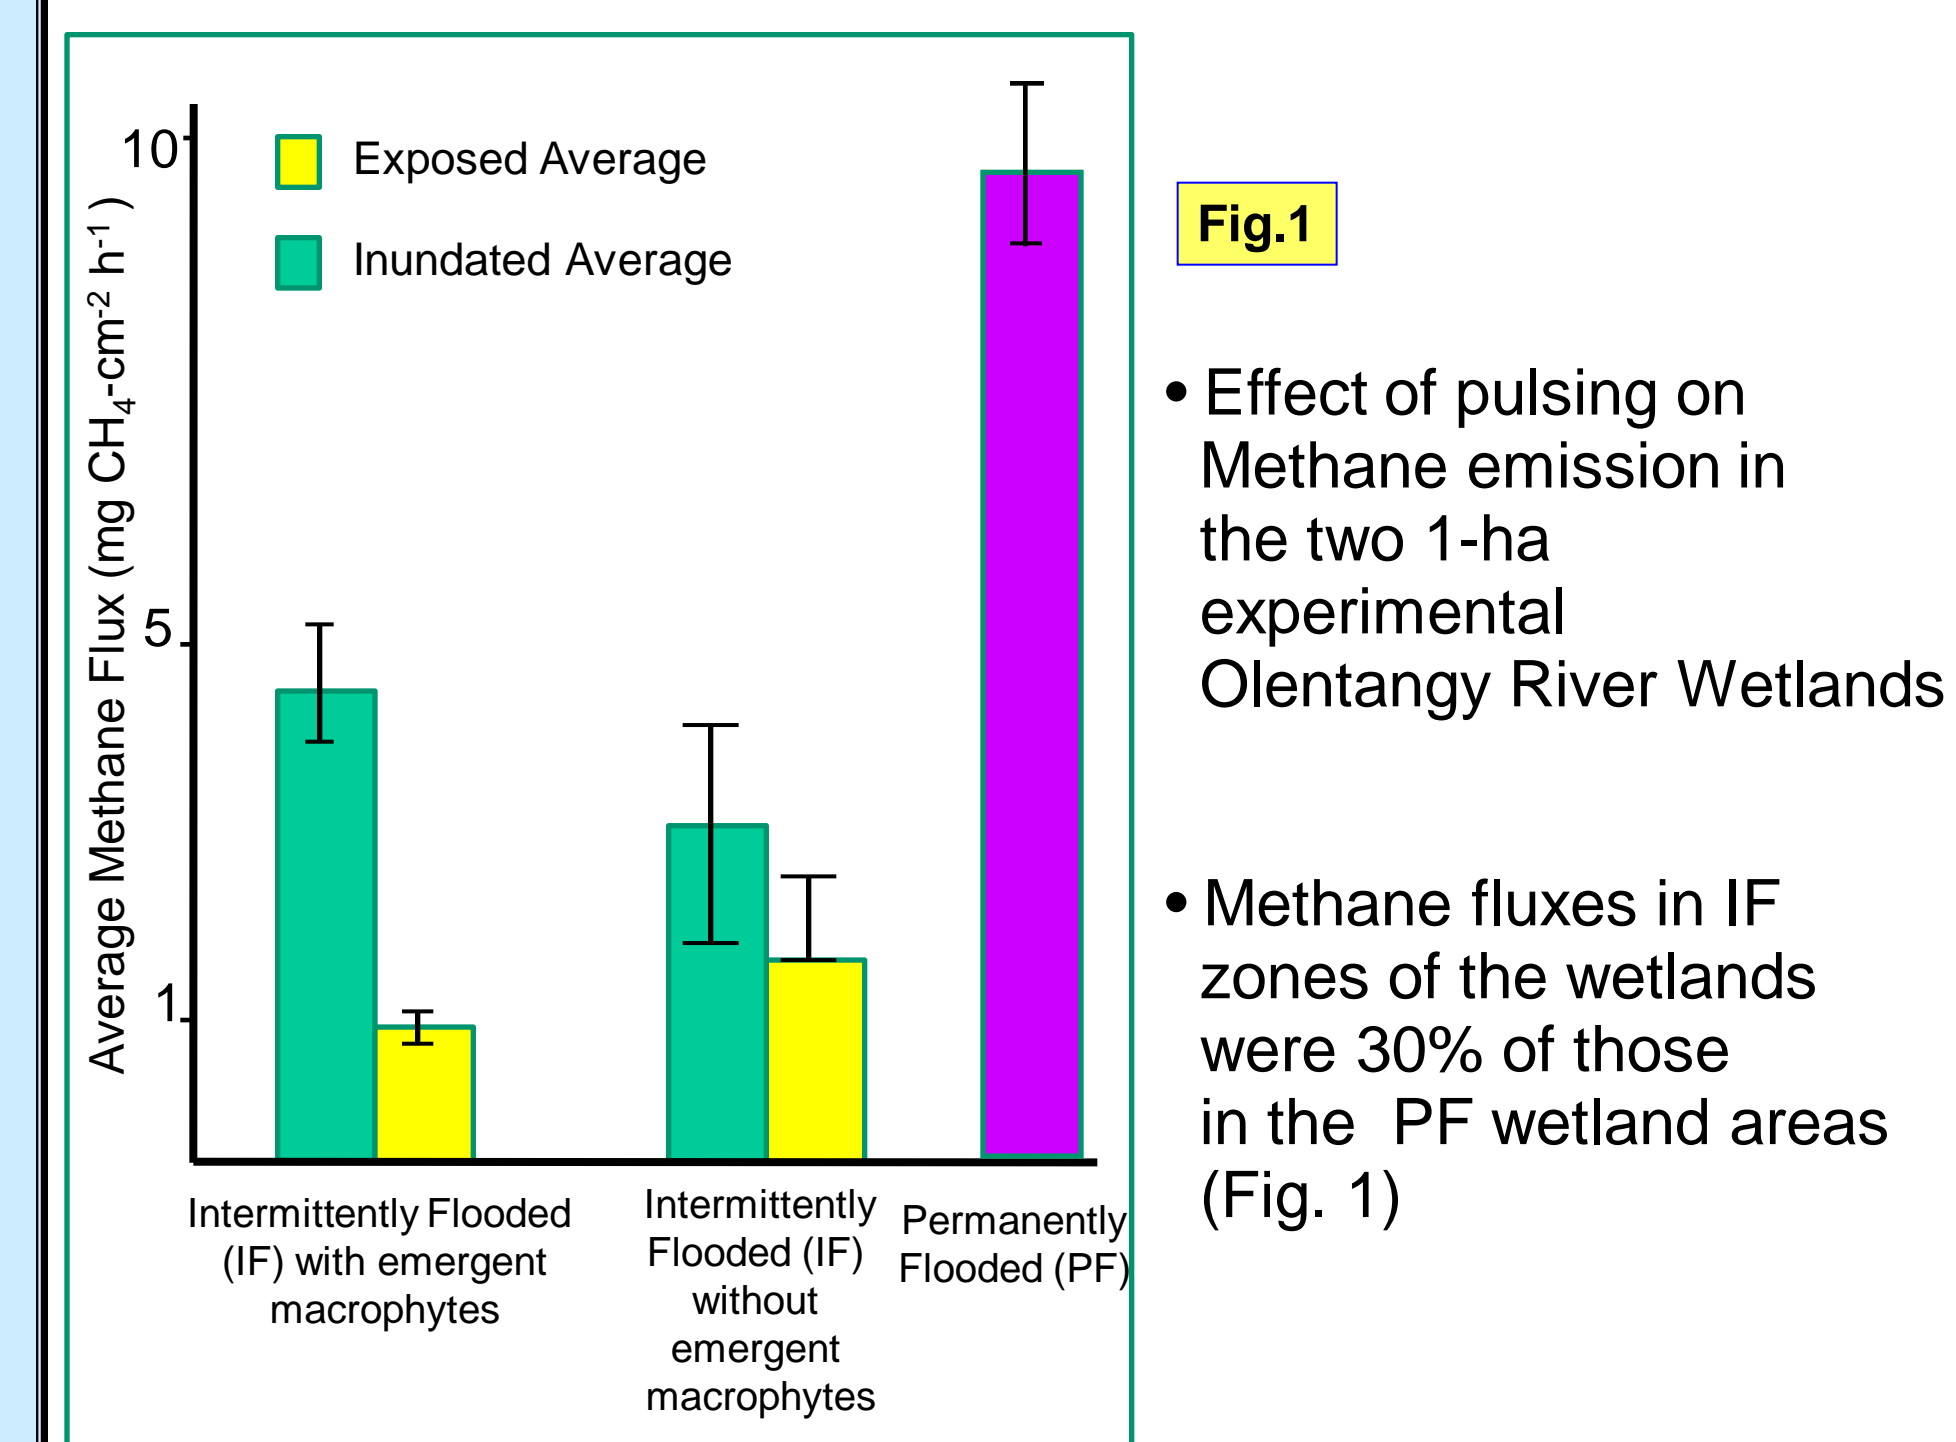 10
Exposed Average
Inundated Average
Average Methane Flux (mg CH₄-cm⁻² h⁻¹ )
5
1
Intermittently Flooded
(IF) with emergent
macrophytes
Intermittently
Flooded (IF)
without
emergent
macrophytes
Permanently
Flooded (PF)
Fig.1
• Effect of pulsing on
Methane emission in
the two 1-ha
experimental
Olentangy River Wetlands
• Methane fluxes in IF
zones of the wetlands
were 30% of those
in the PF wetland areas
(Fig. 1)